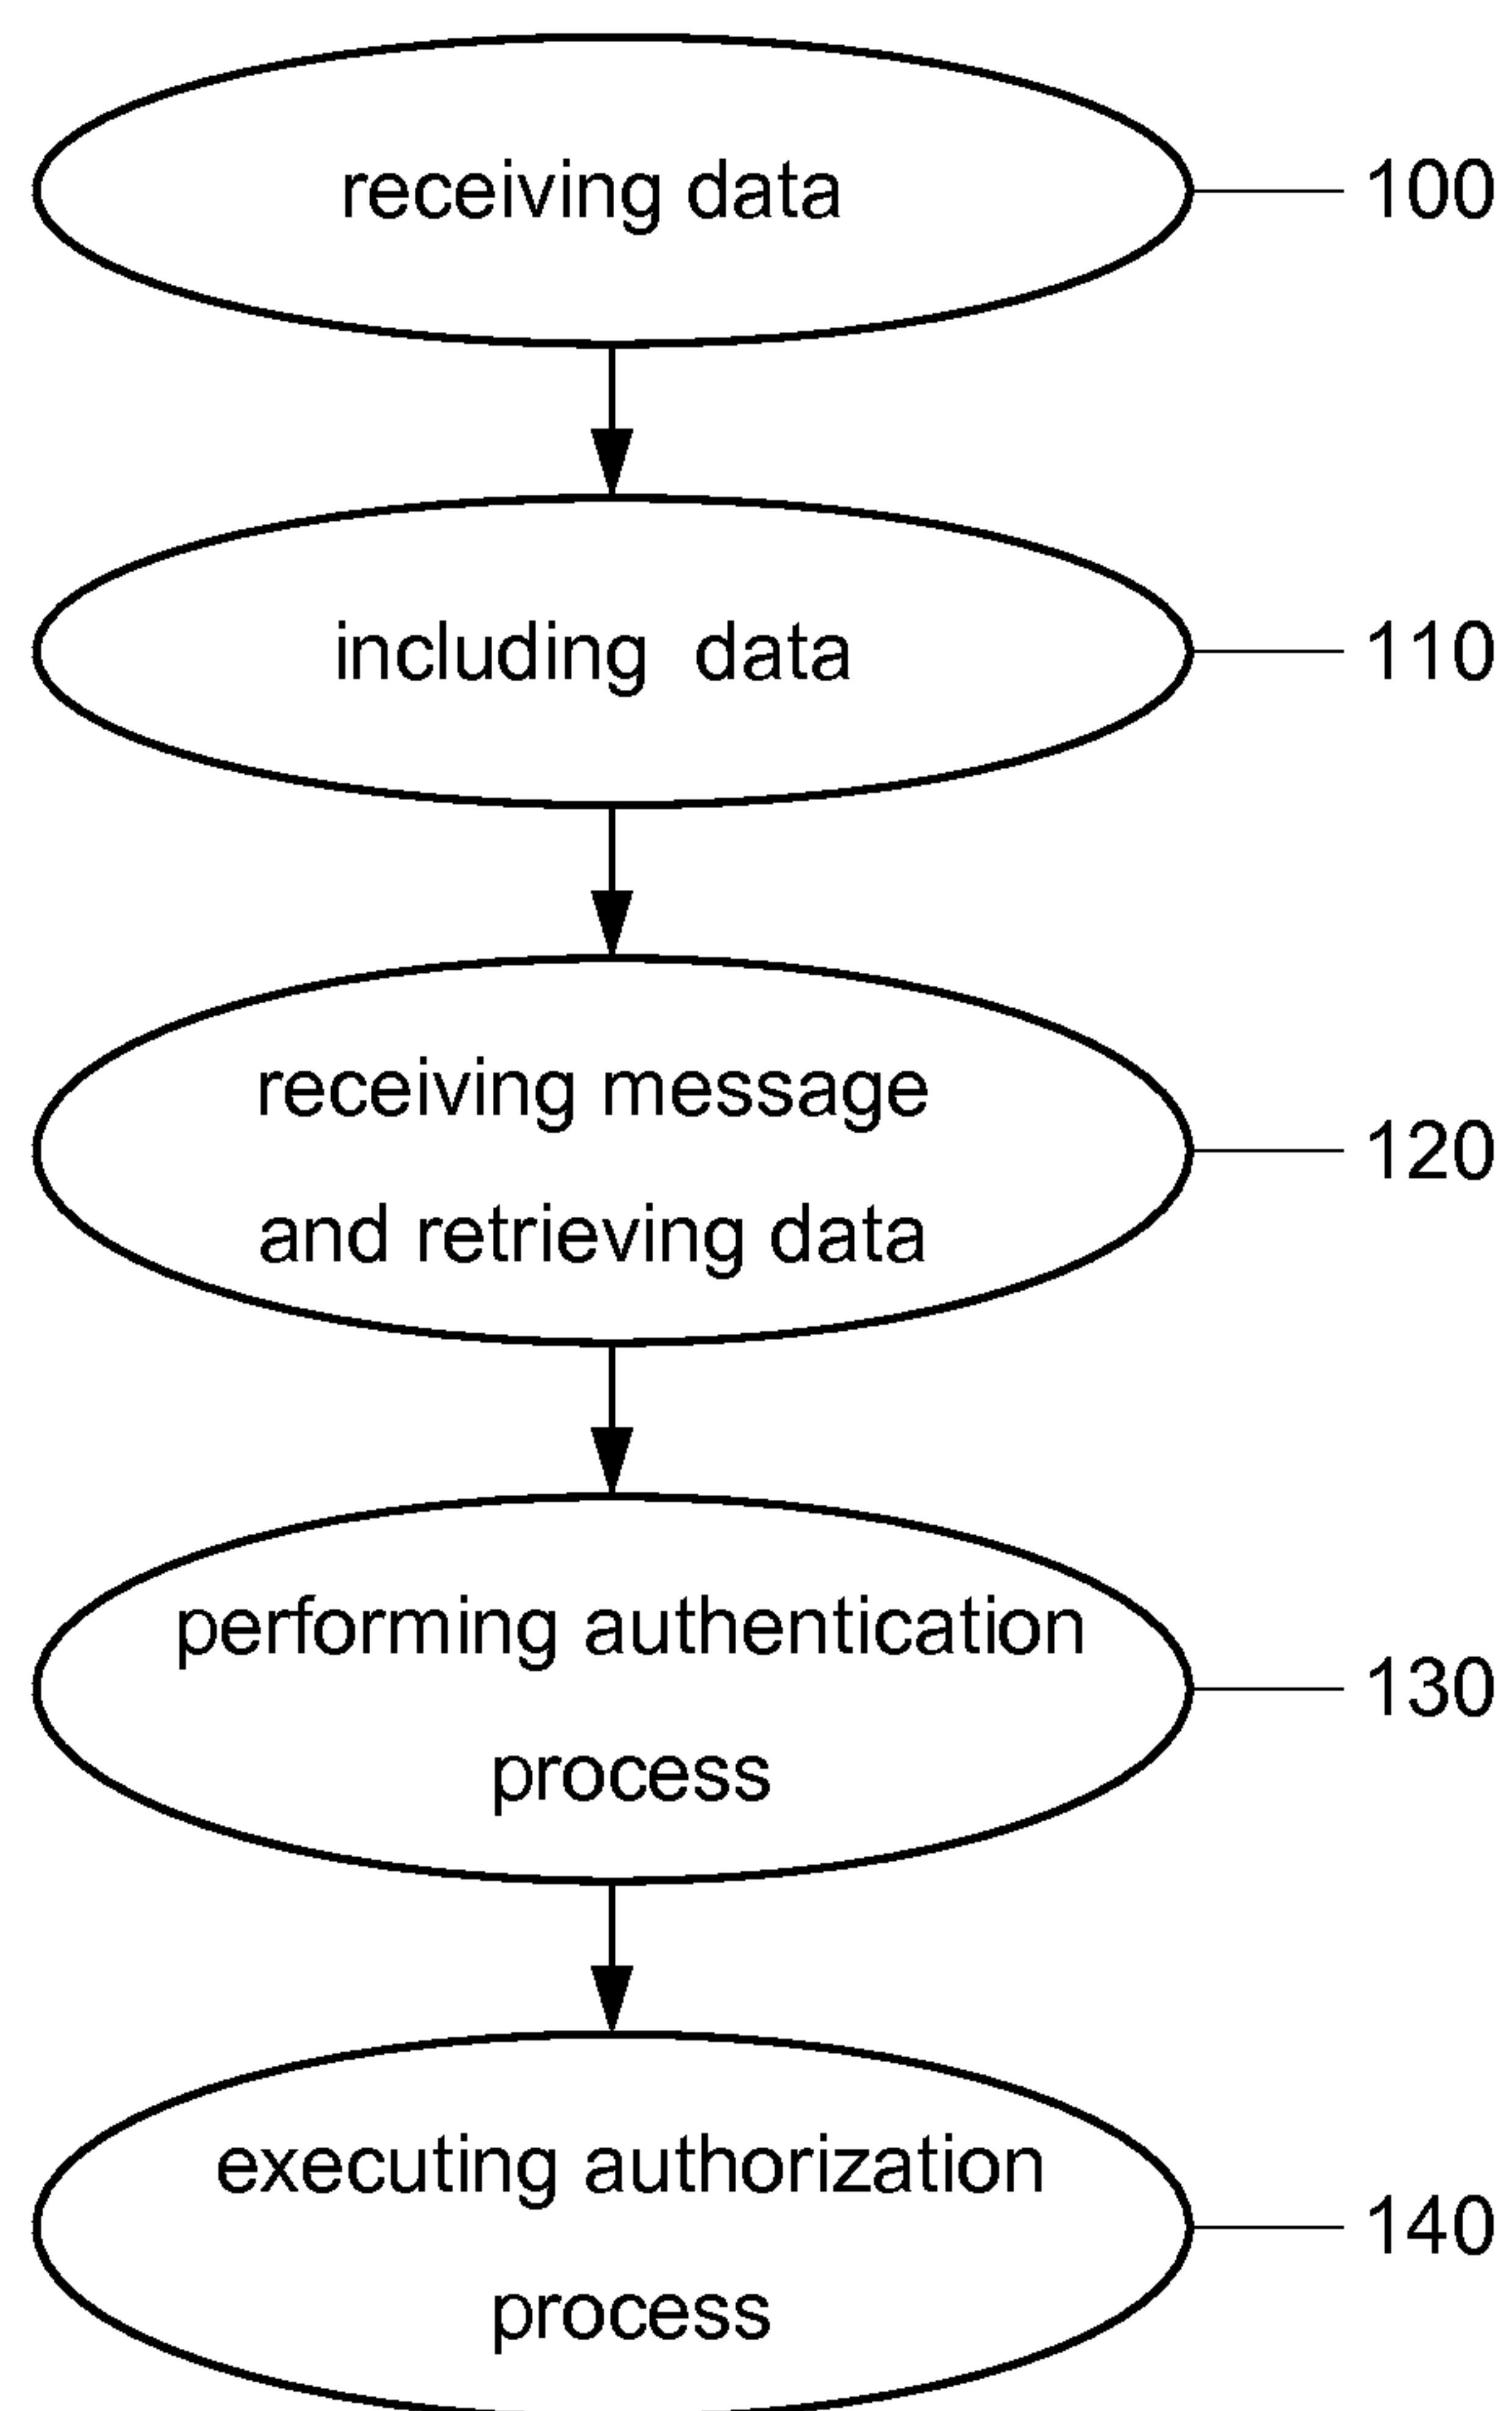 receiving data
100
including data
110
receiving message
and retrieving data
120
performing authentication
process
130
executing authorization
process
140